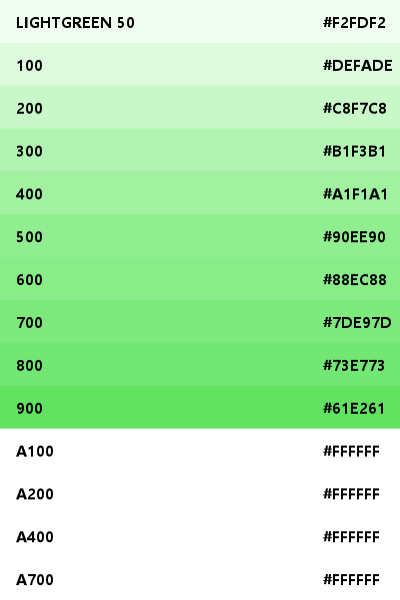 LIGHTGREEN 50 #F2FDF2
100 #DEFADE
200 #C8F7C8
300 #B1F3B1
400 #A1F1A1
500 #90EE90
600 #88EC88
700 #7DE97D
800 #73E773
900 #61E261
A100 #FFFFFF
A200 #FFFFFF
A400 #FFFFFF
A700 #FFFFFF